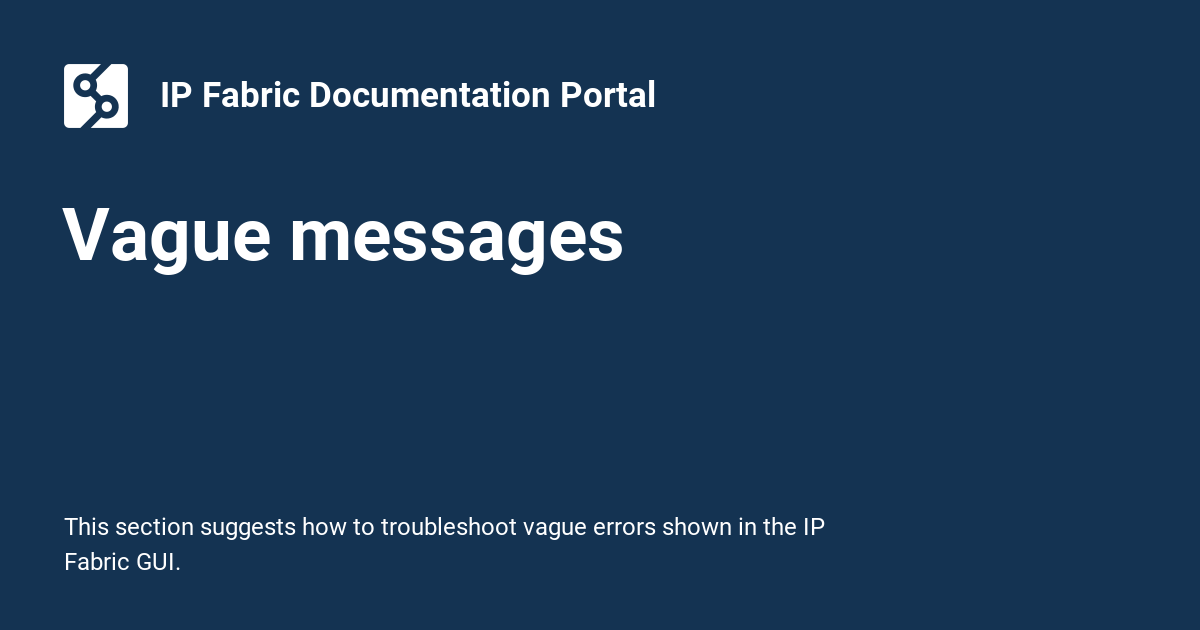 IP Fabric Documentation Portal
Vague messages
This section suggests how to troubleshoot vague errors shown in the IP
Fabric GUI.